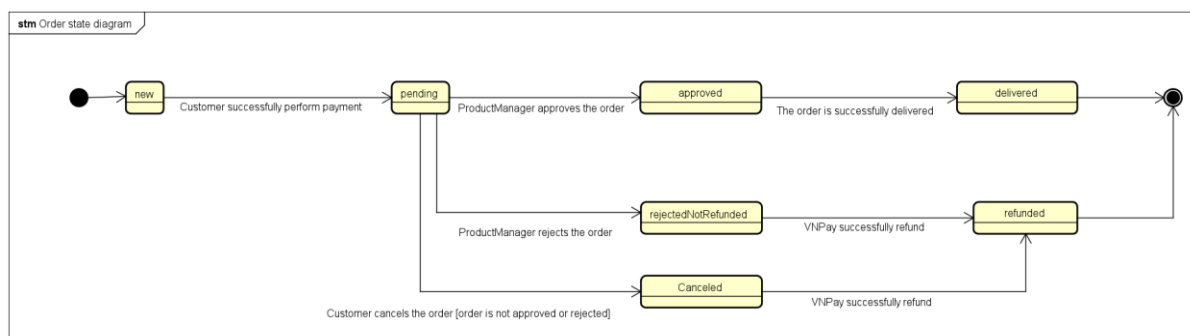 stm Order state diagram
new
Customer successfully perform payment
pending
ProductManager approves the order
approved
The order is successfully delivered
delivered
rejectedNotRefunded
ProductManager rejects the order
VNPay successfully refund
refunded
Canceled
Customer cancels the order [order is not approved or rejected]
VNPay successfully refund